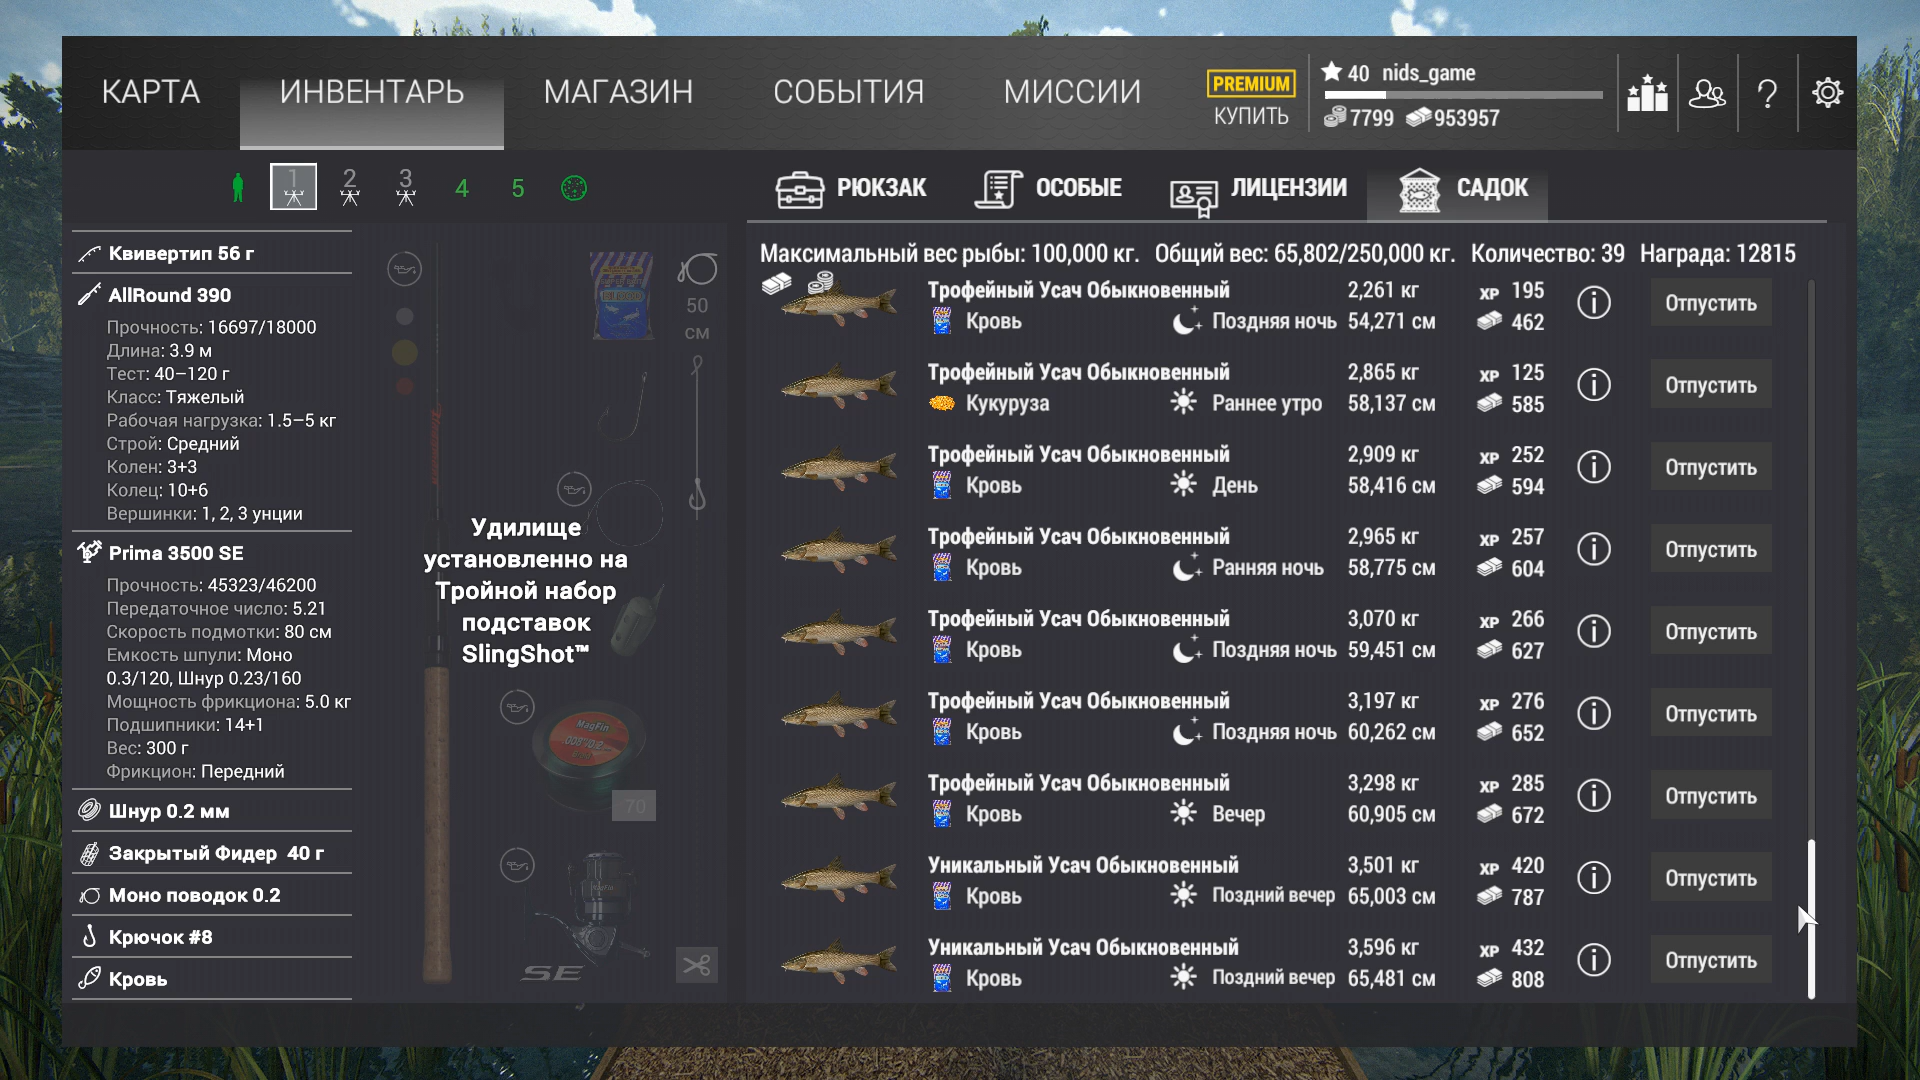 КАРТА
ИНВЕНТАРЬ
МАГАЗИН
СОБЫТИЯ
МИССИИ
PREMIUM
КУПИТЬ
40 nids_game
7799 953957
?
1 2 3 4 5
РЮКЗАК
ОСОБЫЕ
ЛИЦЕНЗИИ
САДОК
Квивертип 56 г
AllRound 390
Прочность: 16697/18000
Длина: 3.9 м
Тест: 40–120 г
Класс: Тяжелый
Рабочая нагрузка: 1.5–5 кг
Строй: Средний
Колен: 3+3
Колец: 10+6
Вершинки: 1, 2, 3 унции
Prima 3500 SE
Прочность: 45323/46200
Передаточное число: 5.21
Скорость подмотки: 80 см
Емкость шпули: Моно
0.3/120, Шнур 0.23/160
Мощность фрикциона: 5.0 кг
Подшипники: 14+1
Вес: 300 г
Фрикцион: Передний
Шнур 0.2 мм
Закрытый Фидер 40 г
Моно поводок 0.2
Крючок #8
Кровь
50
см
Удилище
установленно на
Тройной набор
подставок
SlingShot™
MagFin
70
SE
Максимальный вес рыбы: 100,000 кг. Общий вес: 65,802/250,000 кг. Количество: 39 Награда: 12815
Трофейный Усач Обыкновенный 2,261 кг XP 195
Кровь Поздняя ночь 54,271 см 462
Отпустить
Трофейный Усач Обыкновенный 2,865 кг XP 125
Кукуруза Раннее утро 58,137 см 585
Отпустить
Трофейный Усач Обыкновенный 2,909 кг XP 252
Кровь День 58,416 см 594
Отпустить
Трофейный Усач Обыкновенный 2,965 кг XP 257
Кровь Ранняя ночь 58,775 см 604
Отпустить
Трофейный Усач Обыкновенный 3,070 кг XP 266
Кровь Поздняя ночь 59,451 см 627
Отпустить
Трофейный Усач Обыкновенный 3,197 кг XP 276
Кровь Поздняя ночь 60,262 см 652
Отпустить
Трофейный Усач Обыкновенный 3,298 кг XP 285
Кровь Вечер 60,905 см 672
Отпустить
Уникальный Усач Обыкновенный 3,501 кг XP 420
Кровь Поздний вечер 65,003 см 787
Отпустить
Уникальный Усач Обыкновенный 3,596 кг XP 432
Кровь Поздний вечер 65,481 см 808
Отпустить